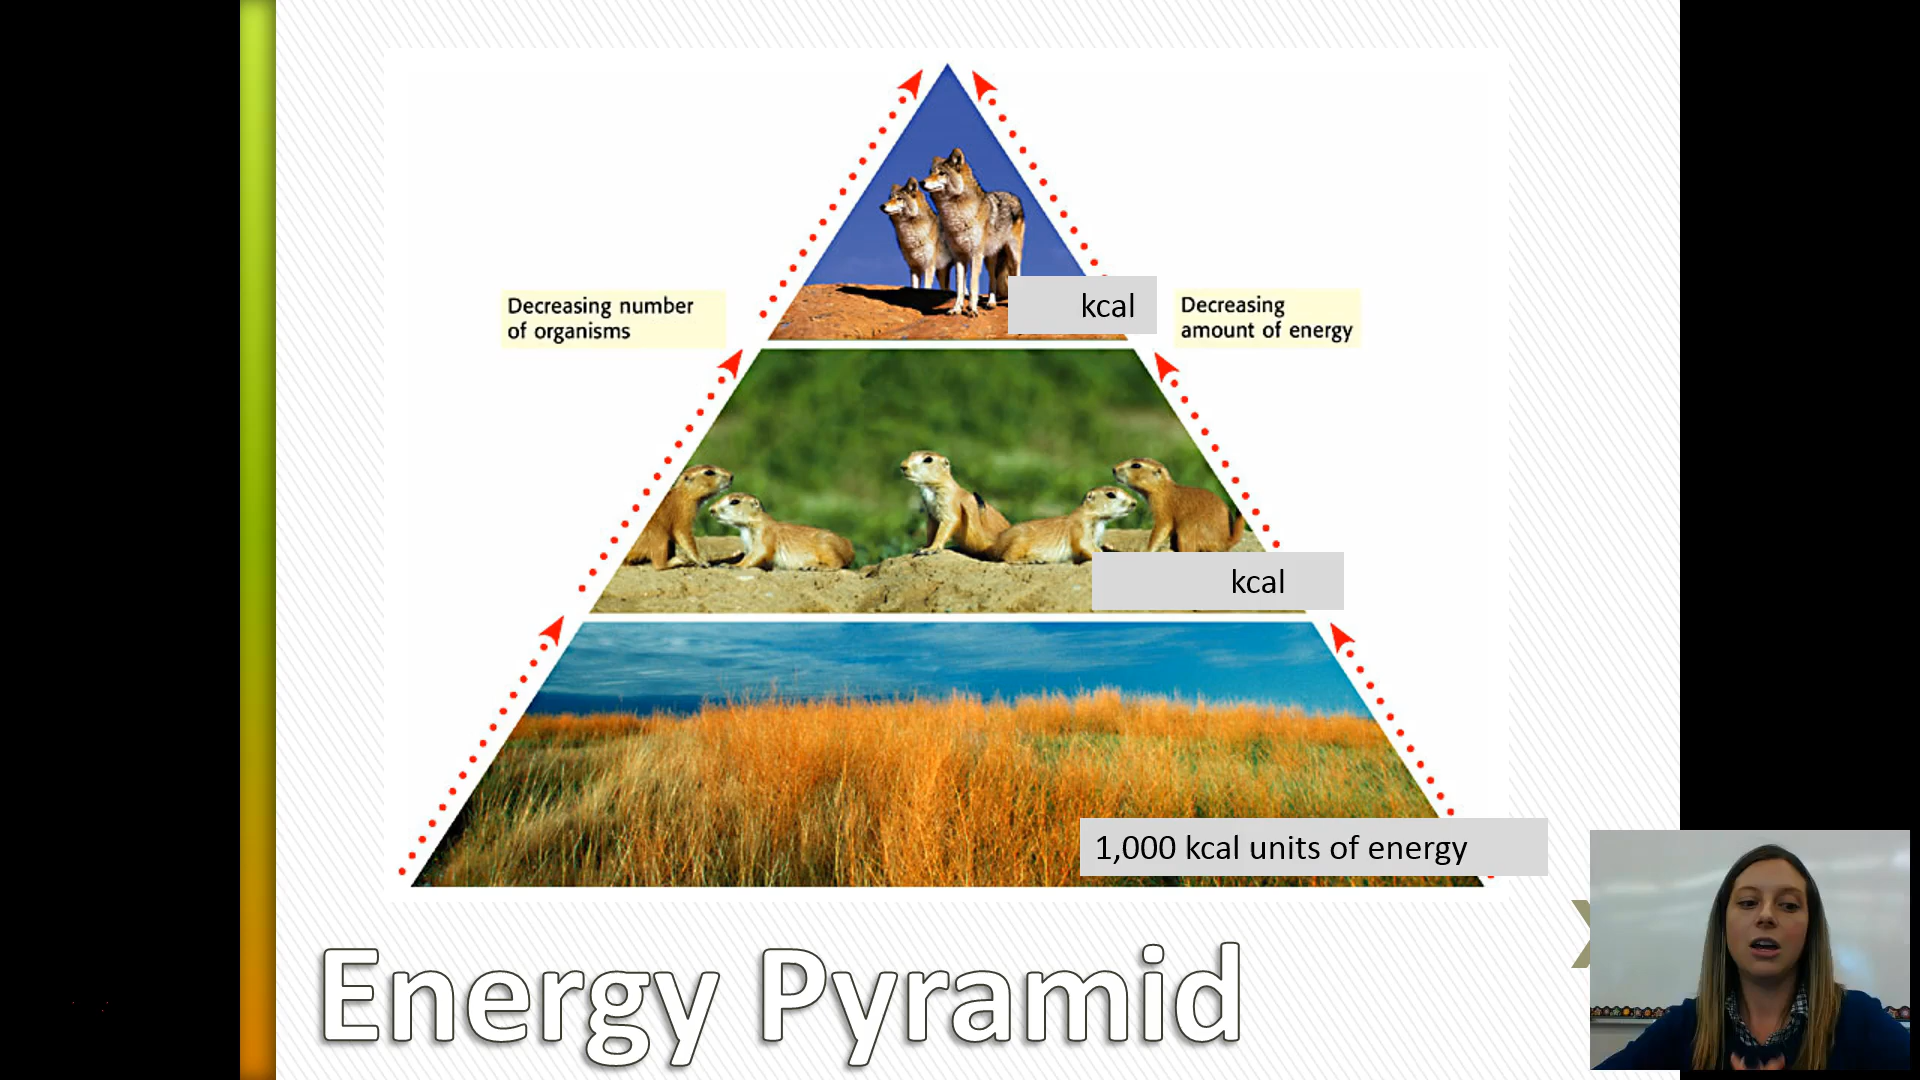 kcal
Decreasing number
of organisms
Decreasing
amount of energy
kcal
1,000 kcal units of energy
Energy Pyramid